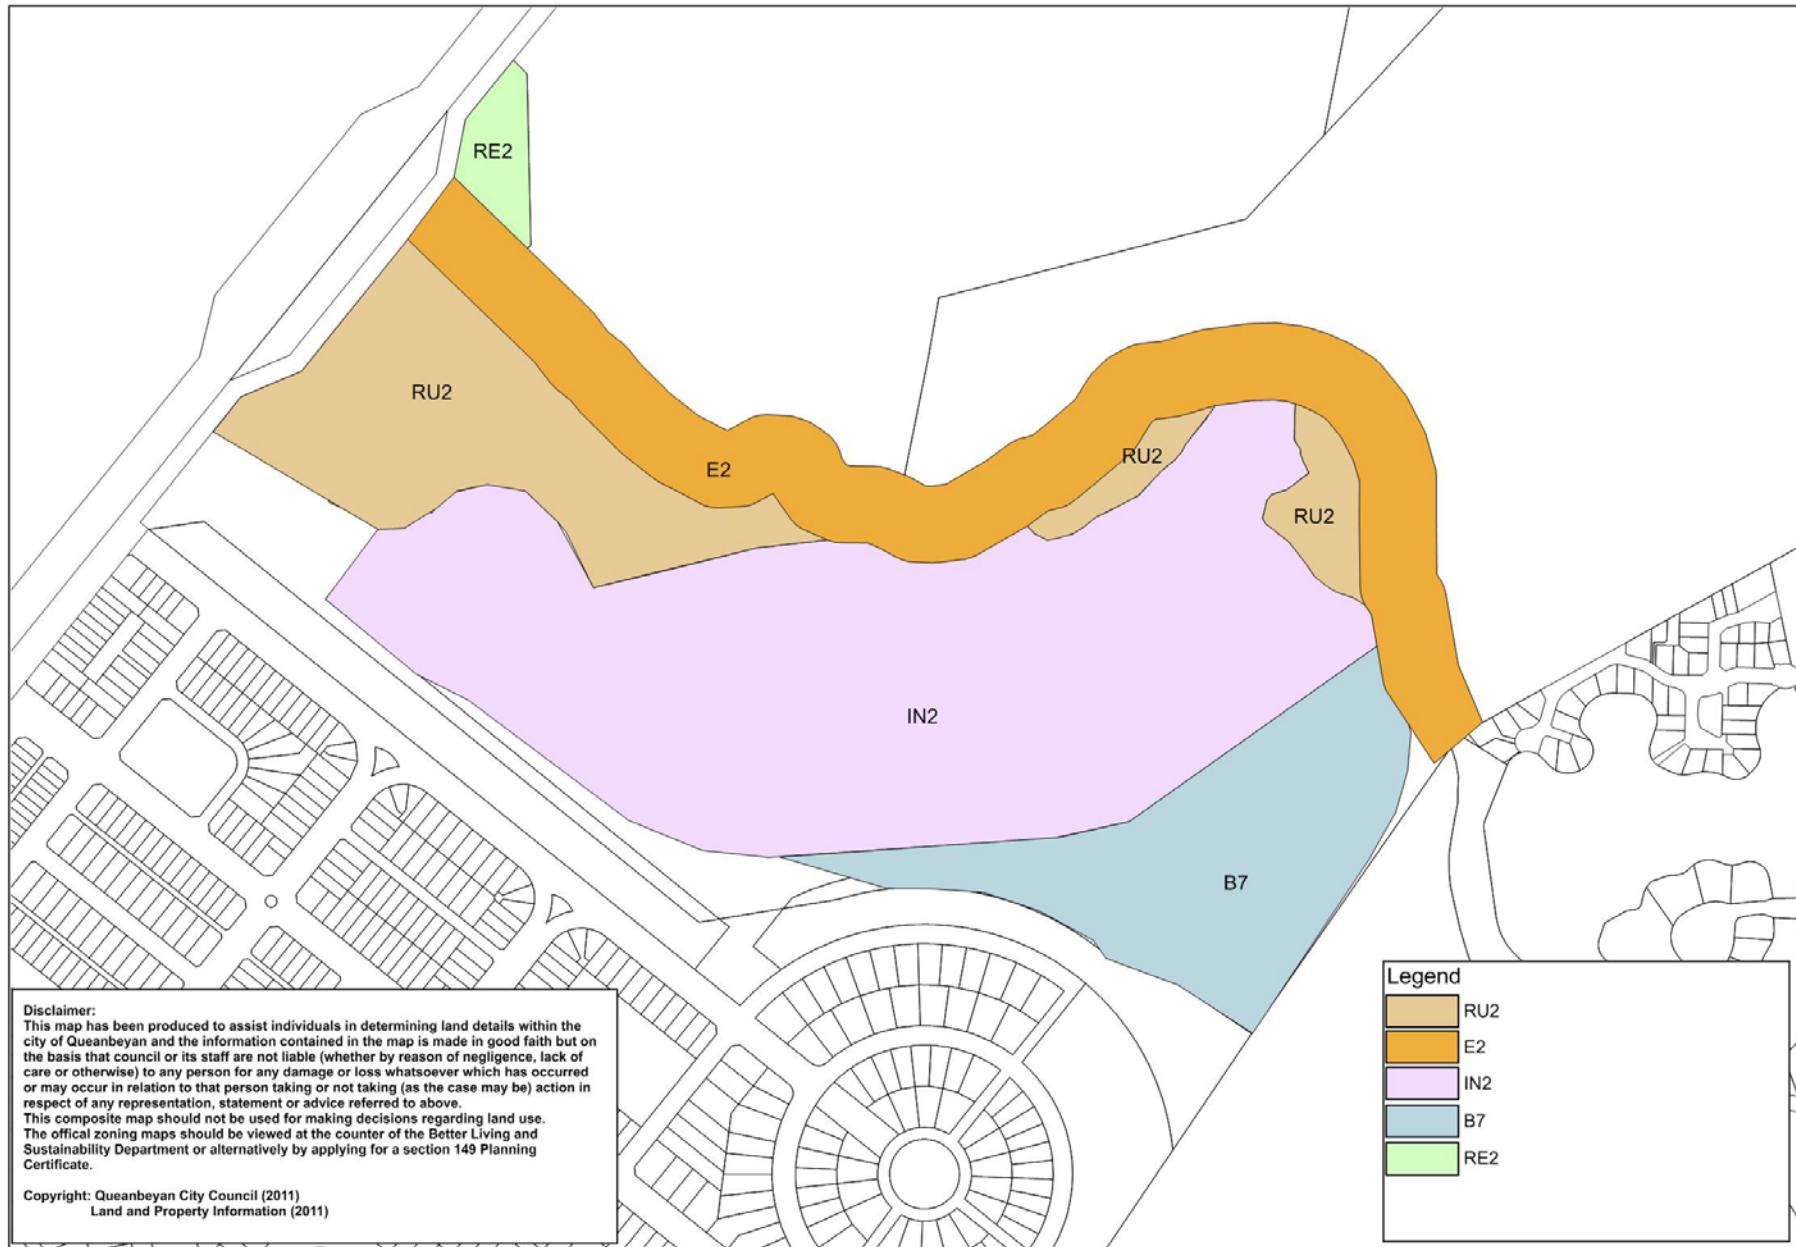 RE2
RU2
E2
RU2
RU2
IN2
B7
Disclaimer:
This map has been produced to assist individuals in determining land details within the
city of Queanbeyan and the information contained in the map is made in good faith but on
the basis that council or its staff are not liable (whether by reason of negligence, lack of
care or otherwise) to any person for any damage or loss whatsoever which has occurred
or may occur in relation to that person taking or not taking (as the case may be) action in
respect of any representation, statement or advice referred to above.
This composite map should not be used for making decisions regarding land use.
The offical zoning maps should be viewed at the counter of the Better Living and
Sustainability Department or alternatively by applying for a section 149 Planning
Certificate.
Copyright: Queanbeyan City Council (2011)
Land and Property Information (2011)
Legend
RU2
E2
IN2
B7
RE2